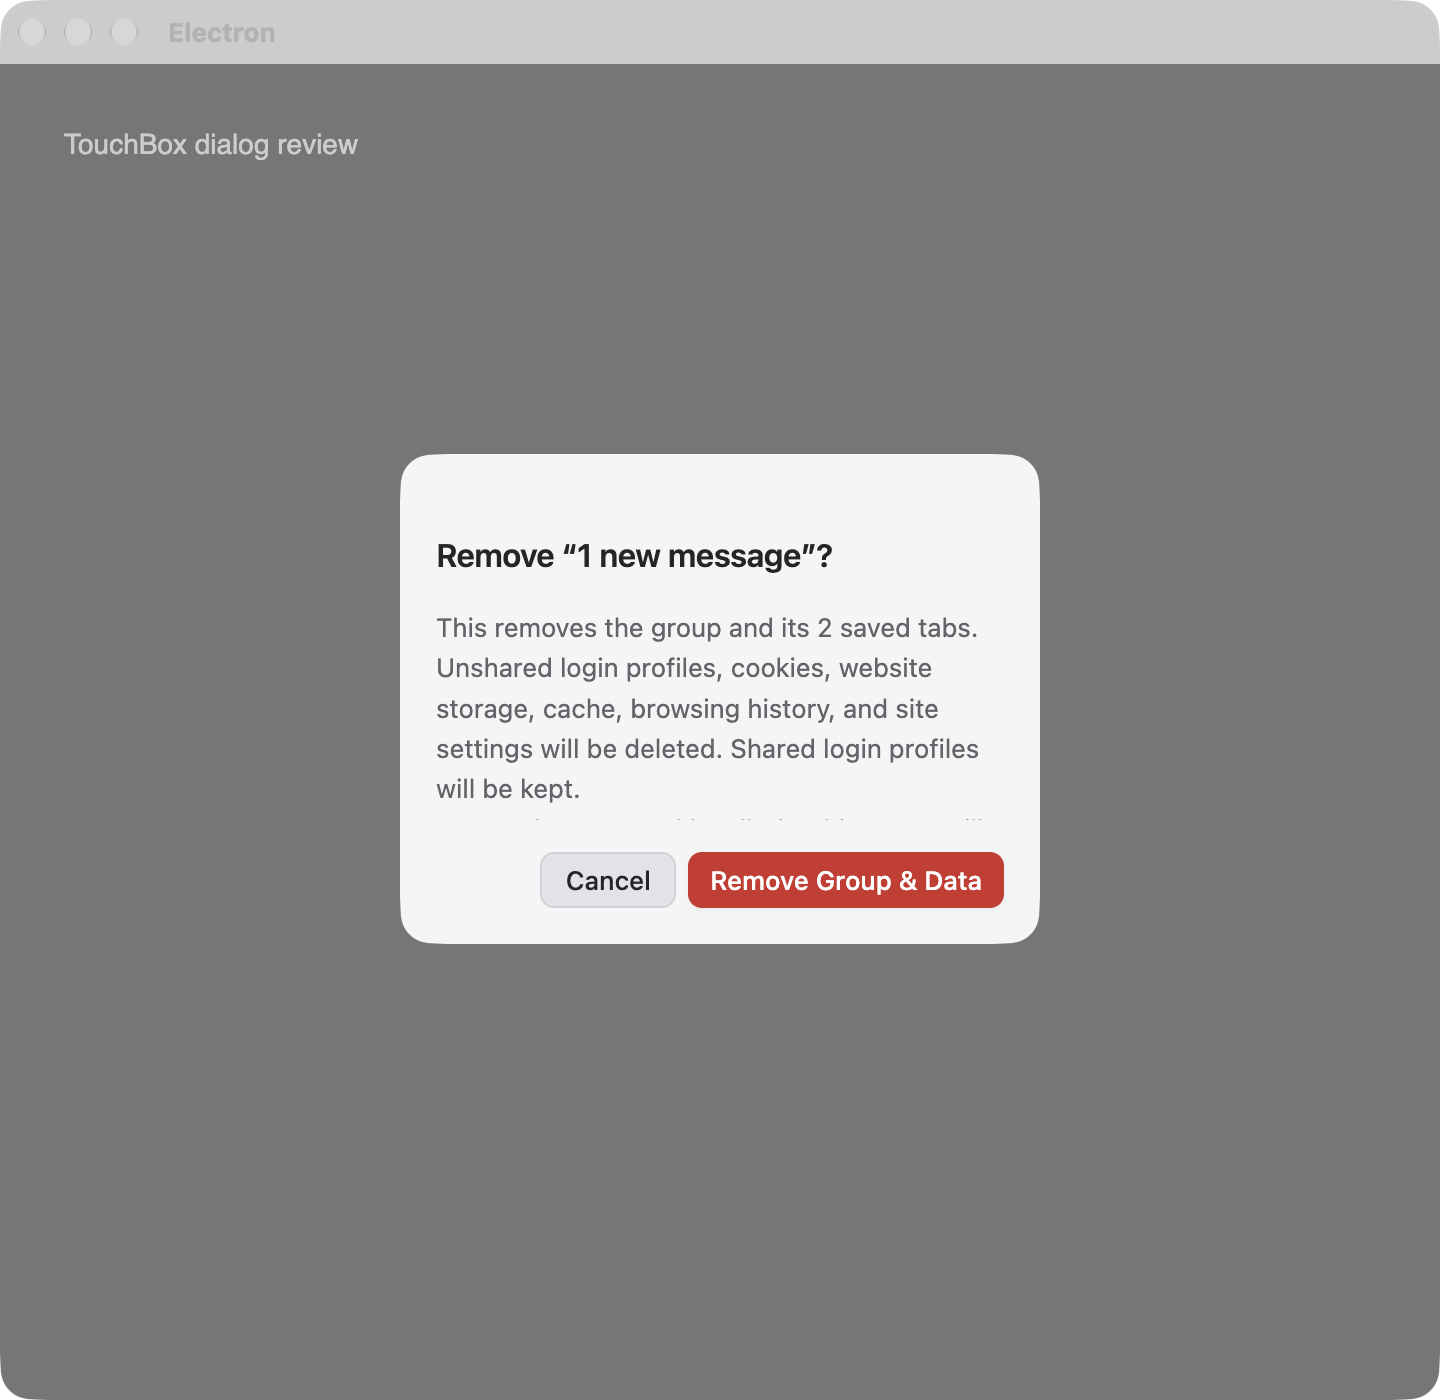 Electron
TouchBox dialog review
Remove “1 new message”?
This removes the group and its 2 saved tabs.
Unshared login profiles, cookies, website
storage, cache, browsing history, and site
settings will be deleted. Shared login profiles
will be kept.
Cancel
Remove Group & Data